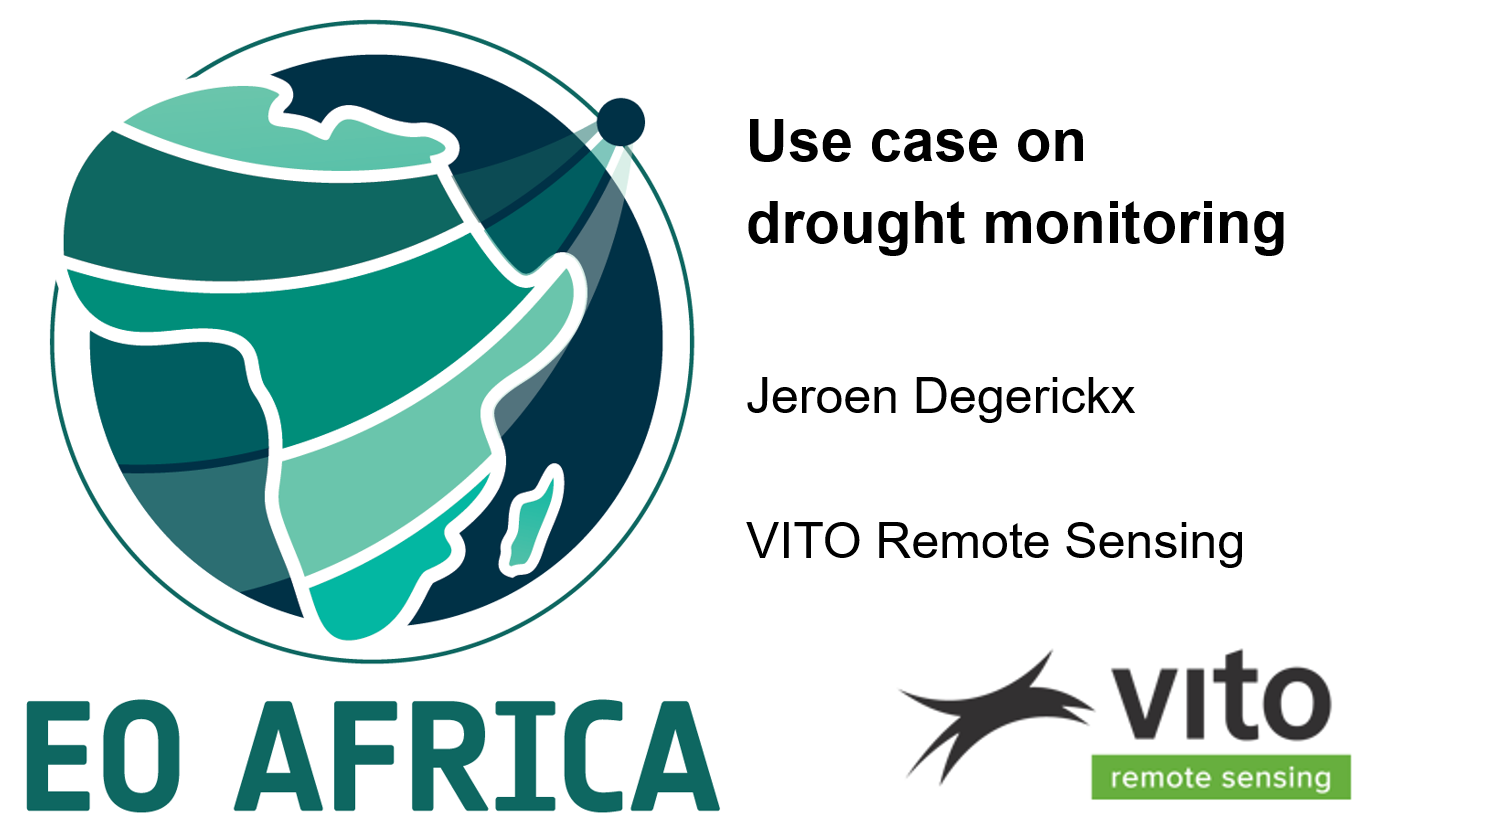 Use case on
drought monitoring
Jeroen Degerickx
VITO Remote Sensing
EO AFRICA
vito
remote sensing